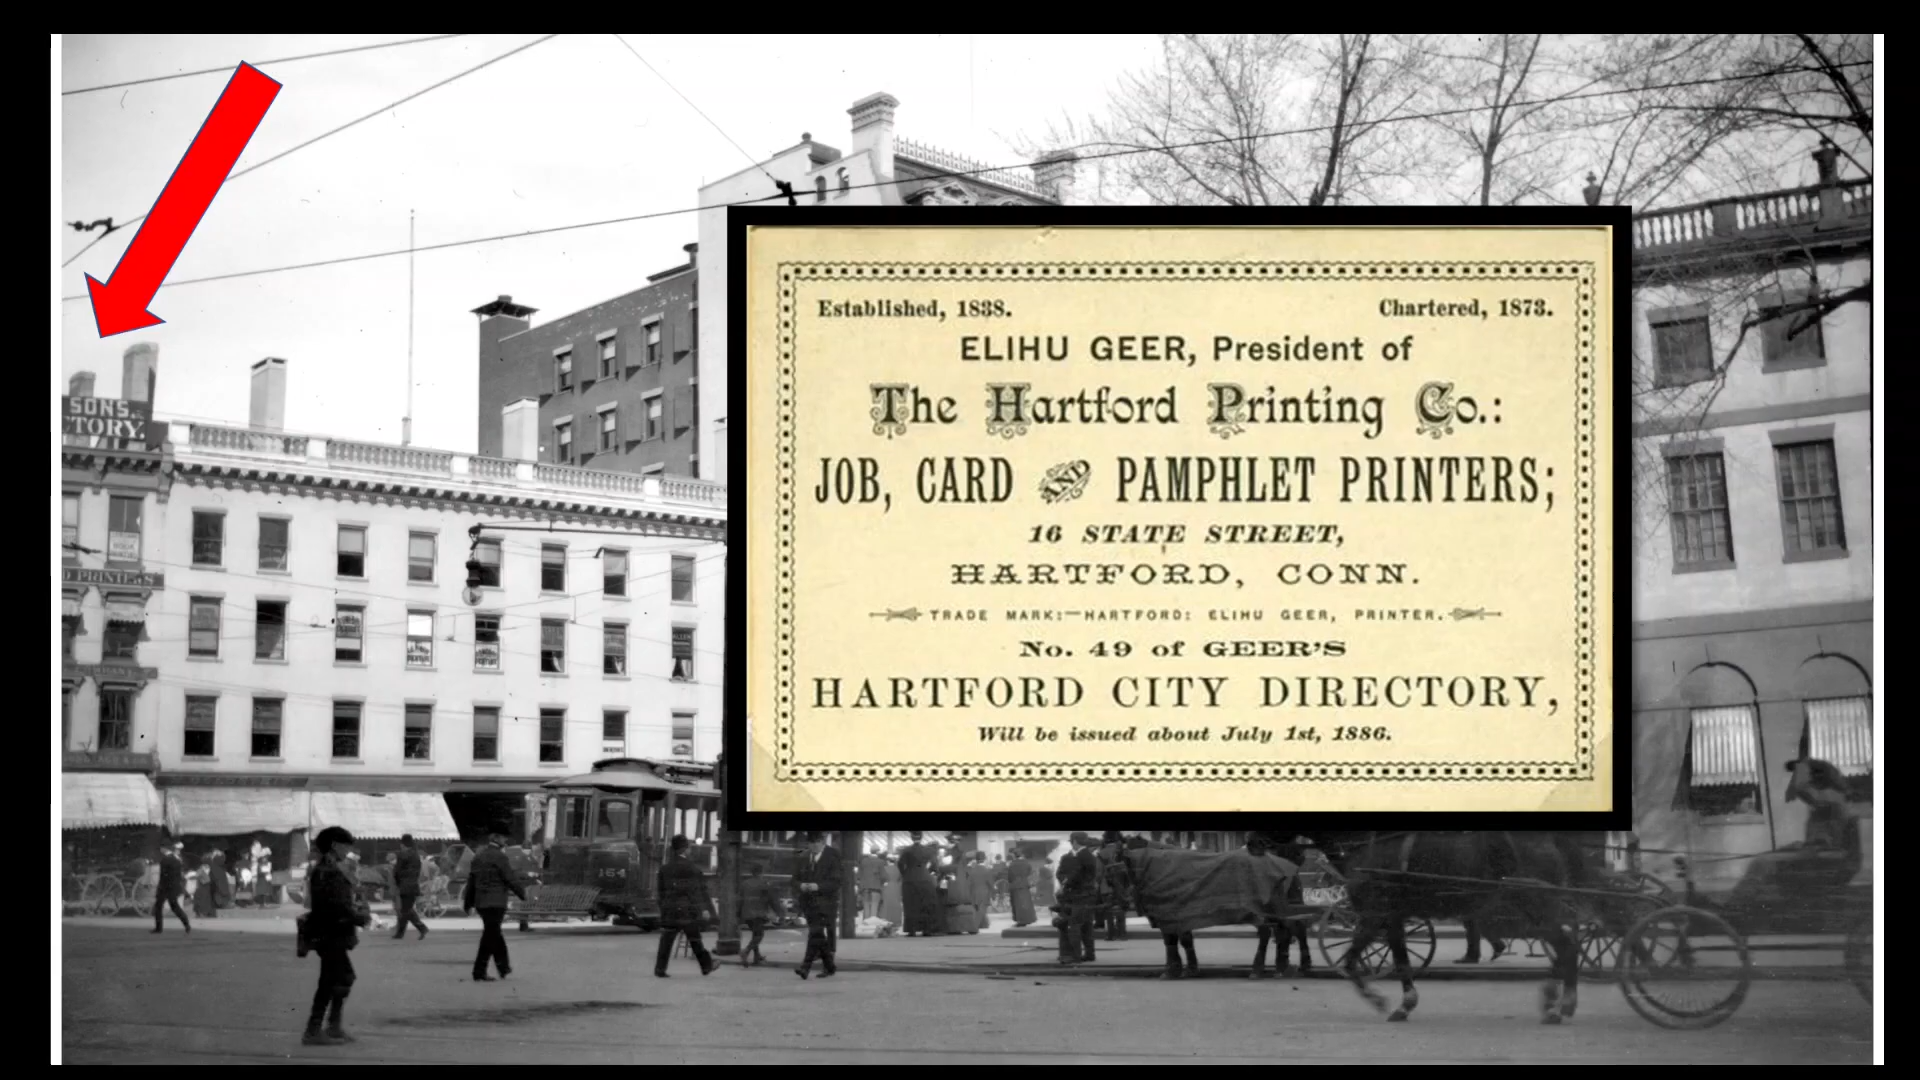 SONS.
TORY.
D PRINTERS
164
Established, 1838. Chartered, 1873.
ELIHU GEER, President of
The Hartford Printing Co.:
JOB, CARD AND PAMPHLET PRINTERS;
16 STATE STREET,
HARTFORD, CONN.
TRADE MARK:—HARTFORD: ELIHU GEER, PRINTER.
No. 49 of GEER'S
HARTFORD CITY DIRECTORY,
Will be issued about July 1st, 1886.